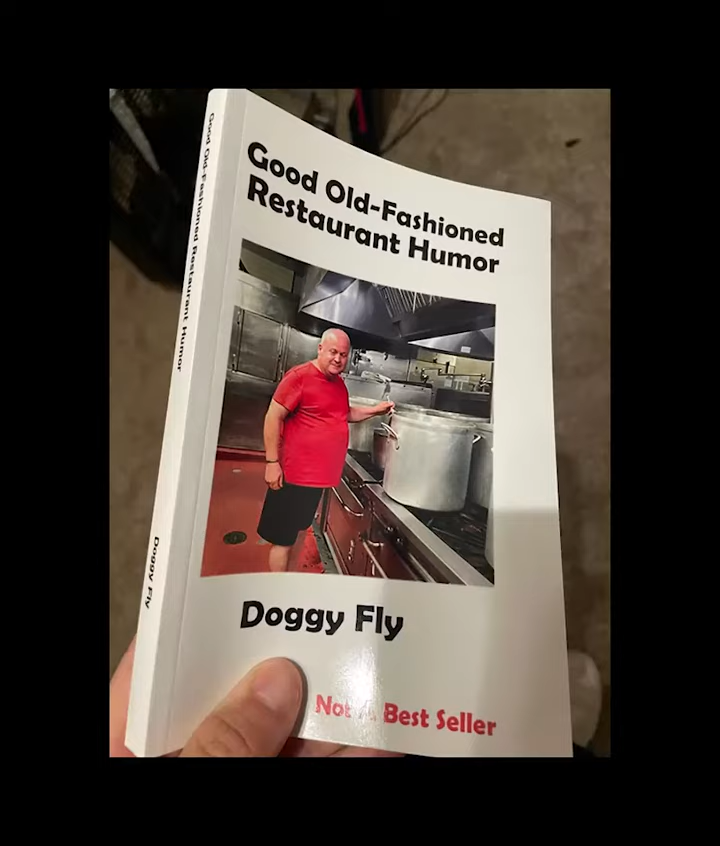 Good Old-Fashioned
Restaurant Humor
Doggy Fly
Not A Best Seller
Good Old-Fashioned Restaurant Humor
Doggy Fly